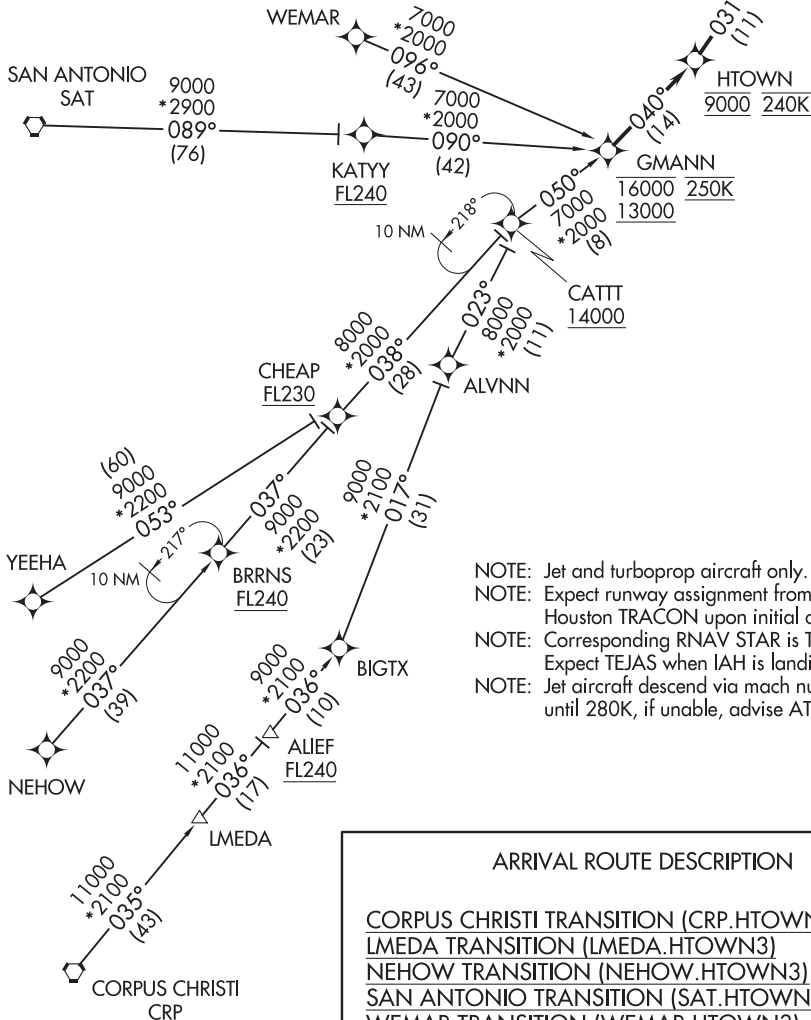 WEMAR
7000
*2000
096°
(43)
031
(11)
SAN ANTONIO
SAT
9000
*2900
089°
(76)
7000
*2000
090°
(42)
KATYY
FL240
HTOWN
9000 240K
040°
(14)
GMANN
16000 250K
13000
050°
7000
*2000
(8)
10 NM
218°
CATTT
14000
023°
8000
*2000
(11)
8000
*2000
038°
(28)
CHEAP
FL230
ALVNN
(60)
9000
*2200
053°
037°
9000
*2200
(23)
9000
*2100
017°
(31)
YEEHA
10 NM
217°
BRRNS
FL240
NOTE: Jet and turboprop aircraft only.
NOTE: Expect runway assignment from
Houston TRACON upon initial
NOTE: Corresponding RNAV STAR is
Expect TEJAS when IAH is
NOTE: Jet aircraft descend via mach
until 280K, if unable, advise
9000
*2200
037°
(39)
9000
*2100
036°
(10)
BIGTX
NEHOW
ALIEF
FL240
11000
*2100
036°
(17)
LMEDA
11000
*2100
035°
(43)
CORPUS CHRISTI
CRP
ARRIVAL ROUTE DESCRIPTION
CORPUS CHRISTI TRANSITION (CRP.HTOWN
LMEDA TRANSITION (LMEDA.HTOWN3)
NEHOW TRANSITION (NEHOW.HTOWN3)
SAN ANTONIO TRANSITION (SAT.HTOWN
WEMAR TRANSITION (WEMAR.HTOWN3)